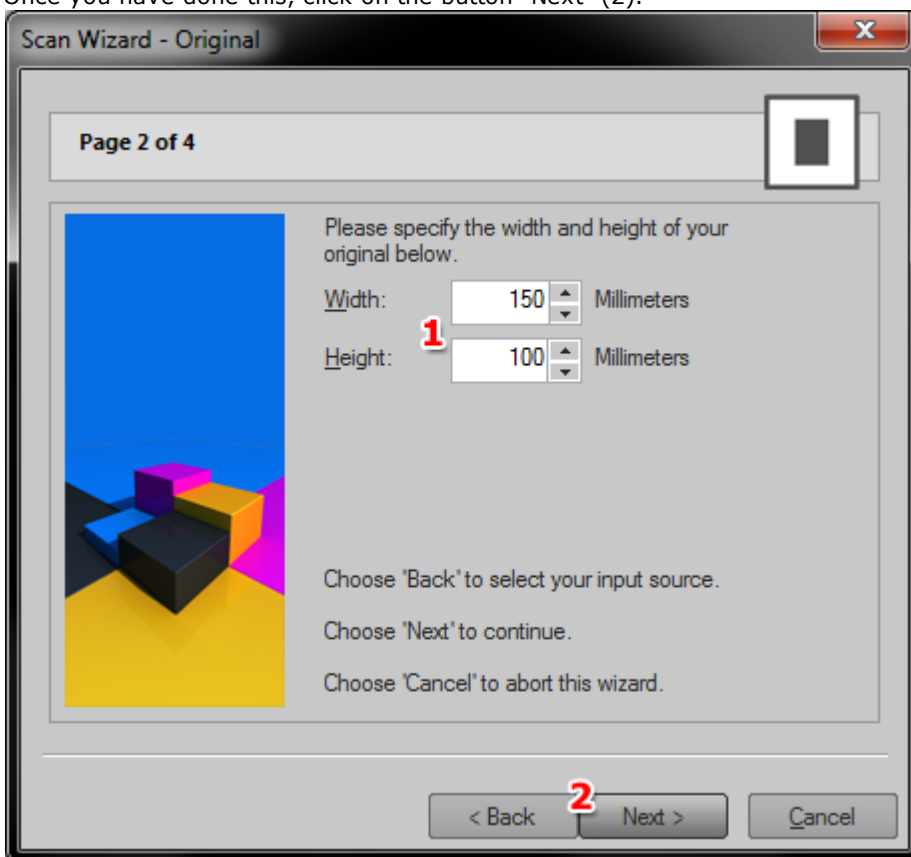 Once you have done this, click on the button "Next" (2).
Scan Wizard - Original
Page 2 of 4
Please specify the width and height of your
original below.
Width: 150 Millimeters
1
Height: 100 Millimeters
Choose 'Back' to select your input source.
Choose 'Next' to continue.
Choose 'Cancel' to abort this wizard.
< Back 2 Next > Cancel